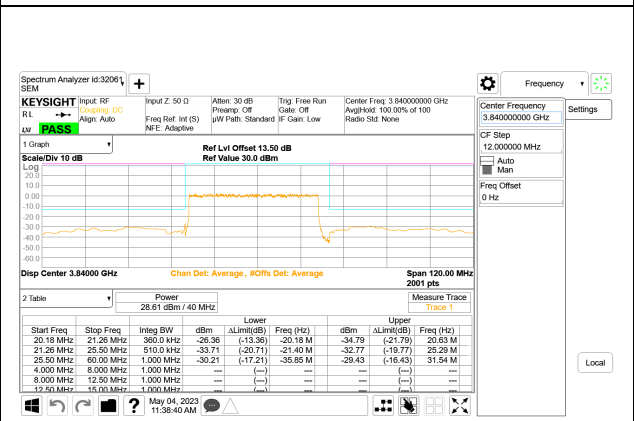 Spectrum Analyzer id:32061
SEM
Frequency
KEYSIGHT Input: RF Input Z: 50 Ω Atten: 30 dB Trig: Free Run Center Freq: 3.840000000 GHz
RL Coupling: DC Preamp: Off Gate: Off Avg|Hold: 100.00% of 100
Align: Auto Freq Ref: Int (S) µW Path: Standard IF Gain: Low Radio Std: None
LXI PASS NFE: Adaptive
Center Frequency
3.840000000 GHz
Settings
CF Step
12.000000 MHz
Auto
Man
Freq Offset
0 Hz
1 Graph
Ref Lvl Offset 13.50 dB
Scale/Div 10 dB Ref Value 30.0 dBm
Log
20.0
10.0
0.00
-10.0
-20.0
-30.0
-40.0
-50.0
-60.0
Disp Center 3.84000 GHz Chan Det: Average, #Offs Det: Average Span 120.00 MHz
2001 pts
2 Table Power Measure Trace
28.61 dBm / 40 MHz Trace 1
Lower Upper
Start Freq Stop Freq Integ BW dBm ΔLimit(dB) Freq (Hz) dBm ΔLimit(dB) Freq (Hz)
20.18 MHz 21.26 MHz 360.0 kHz -26.36 (-13.36) -20.18 M -34.79 (-21.79) 20.63 M
21.26 MHz 25.50 MHz 510.0 kHz -33.71 (-20.71) -21.40 M -32.77 (-19.77) 25.29 M
25.50 MHz 60.00 MHz 1.000 MHz -30.21 (-17.21) -35.85 M -29.43 (-16.43) 31.54 M
4.000 MHz 8.000 MHz 1.000 MHz --- (---) --- --- (---) ---
8.000 MHz 12.50 MHz 1.000 MHz --- (---) --- --- (---) ---
12.50 MHz 15.00 MHz 1.000 MHz --- (---) --- --- (---) ---
Local
May 04, 2023
11:38:40 AM